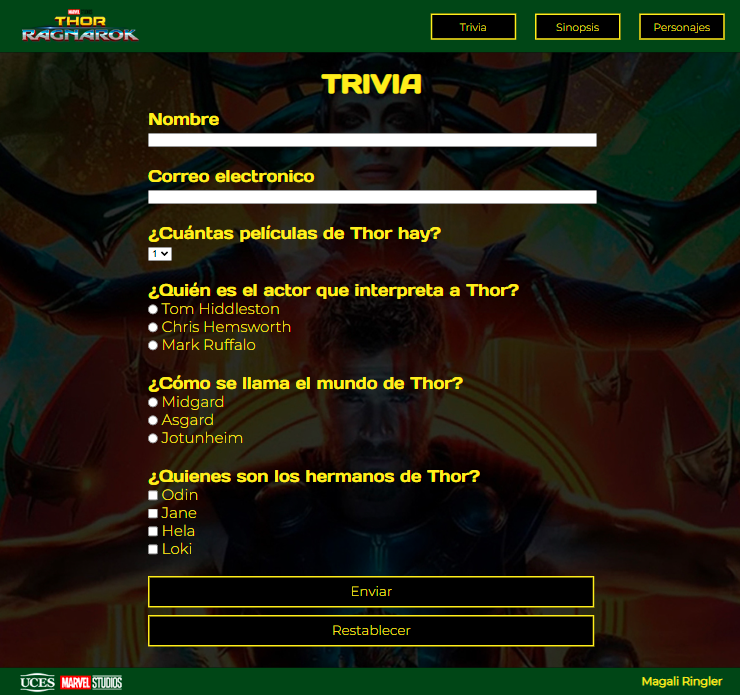 MARVEL
THOR
RAGNAROK
Trivia
Sinopsis
Personajes
TRIVIA
Nombre
Correo electronico
¿Cuántas películas de Thor hay?
1
¿Quién es el actor que interpreta a Thor?
Tom Hiddleston
Chris Hemsworth
Mark Ruffalo
¿Cómo se llama el mundo de Thor?
Midgard
Asgard
Jotunheim
¿Quienes son los hermanos de Thor?
Odin
Jane
Hela
Loki
Enviar
Restablecer
UCES
MARVEL STUDIOS
Magali Ringler